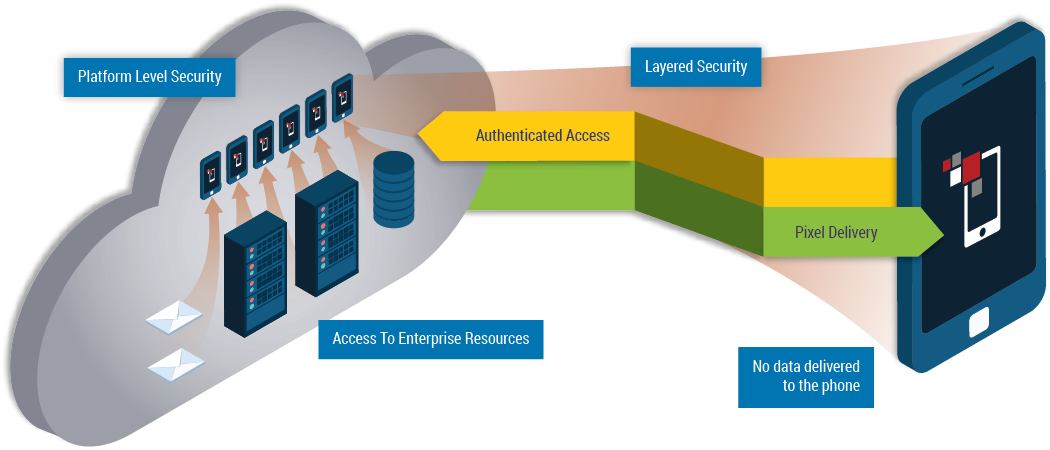 Platform Level Security
Layered Security
Authenticated Access
Pixel Delivery
Access To Enterprise Resources
No data delivered
to the phone